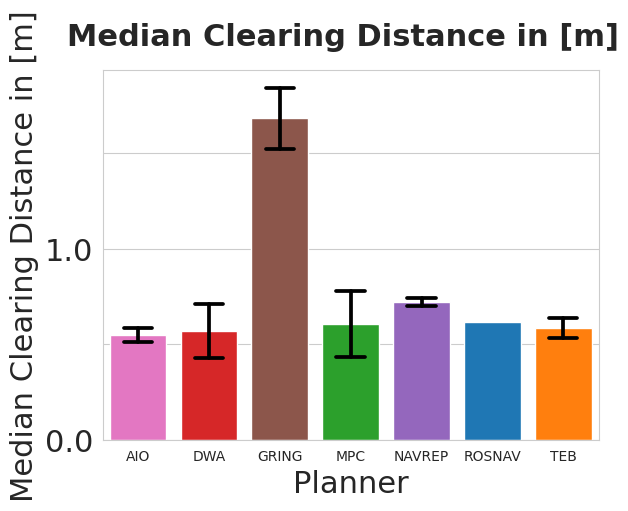 Median Clearing Distance in [m]
Median Clearing Distance in [m]
1.0
0.0
AIO DWA GRING MPC NAVREP ROSNAV TEB
Planner